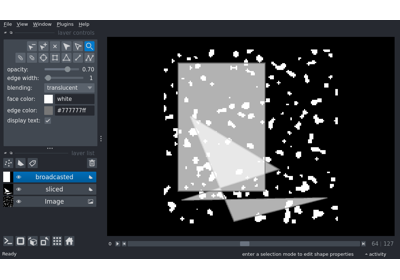 File View Window Plugins Help
layer controls
opacity: 0.70
edge width: 1
blending: translucent
face color: white
edge color: #777777ff
display text:
layer list
broadcasted
sliced
Image
0 64 127
Ready enter a selection mode to edit shape properties activity